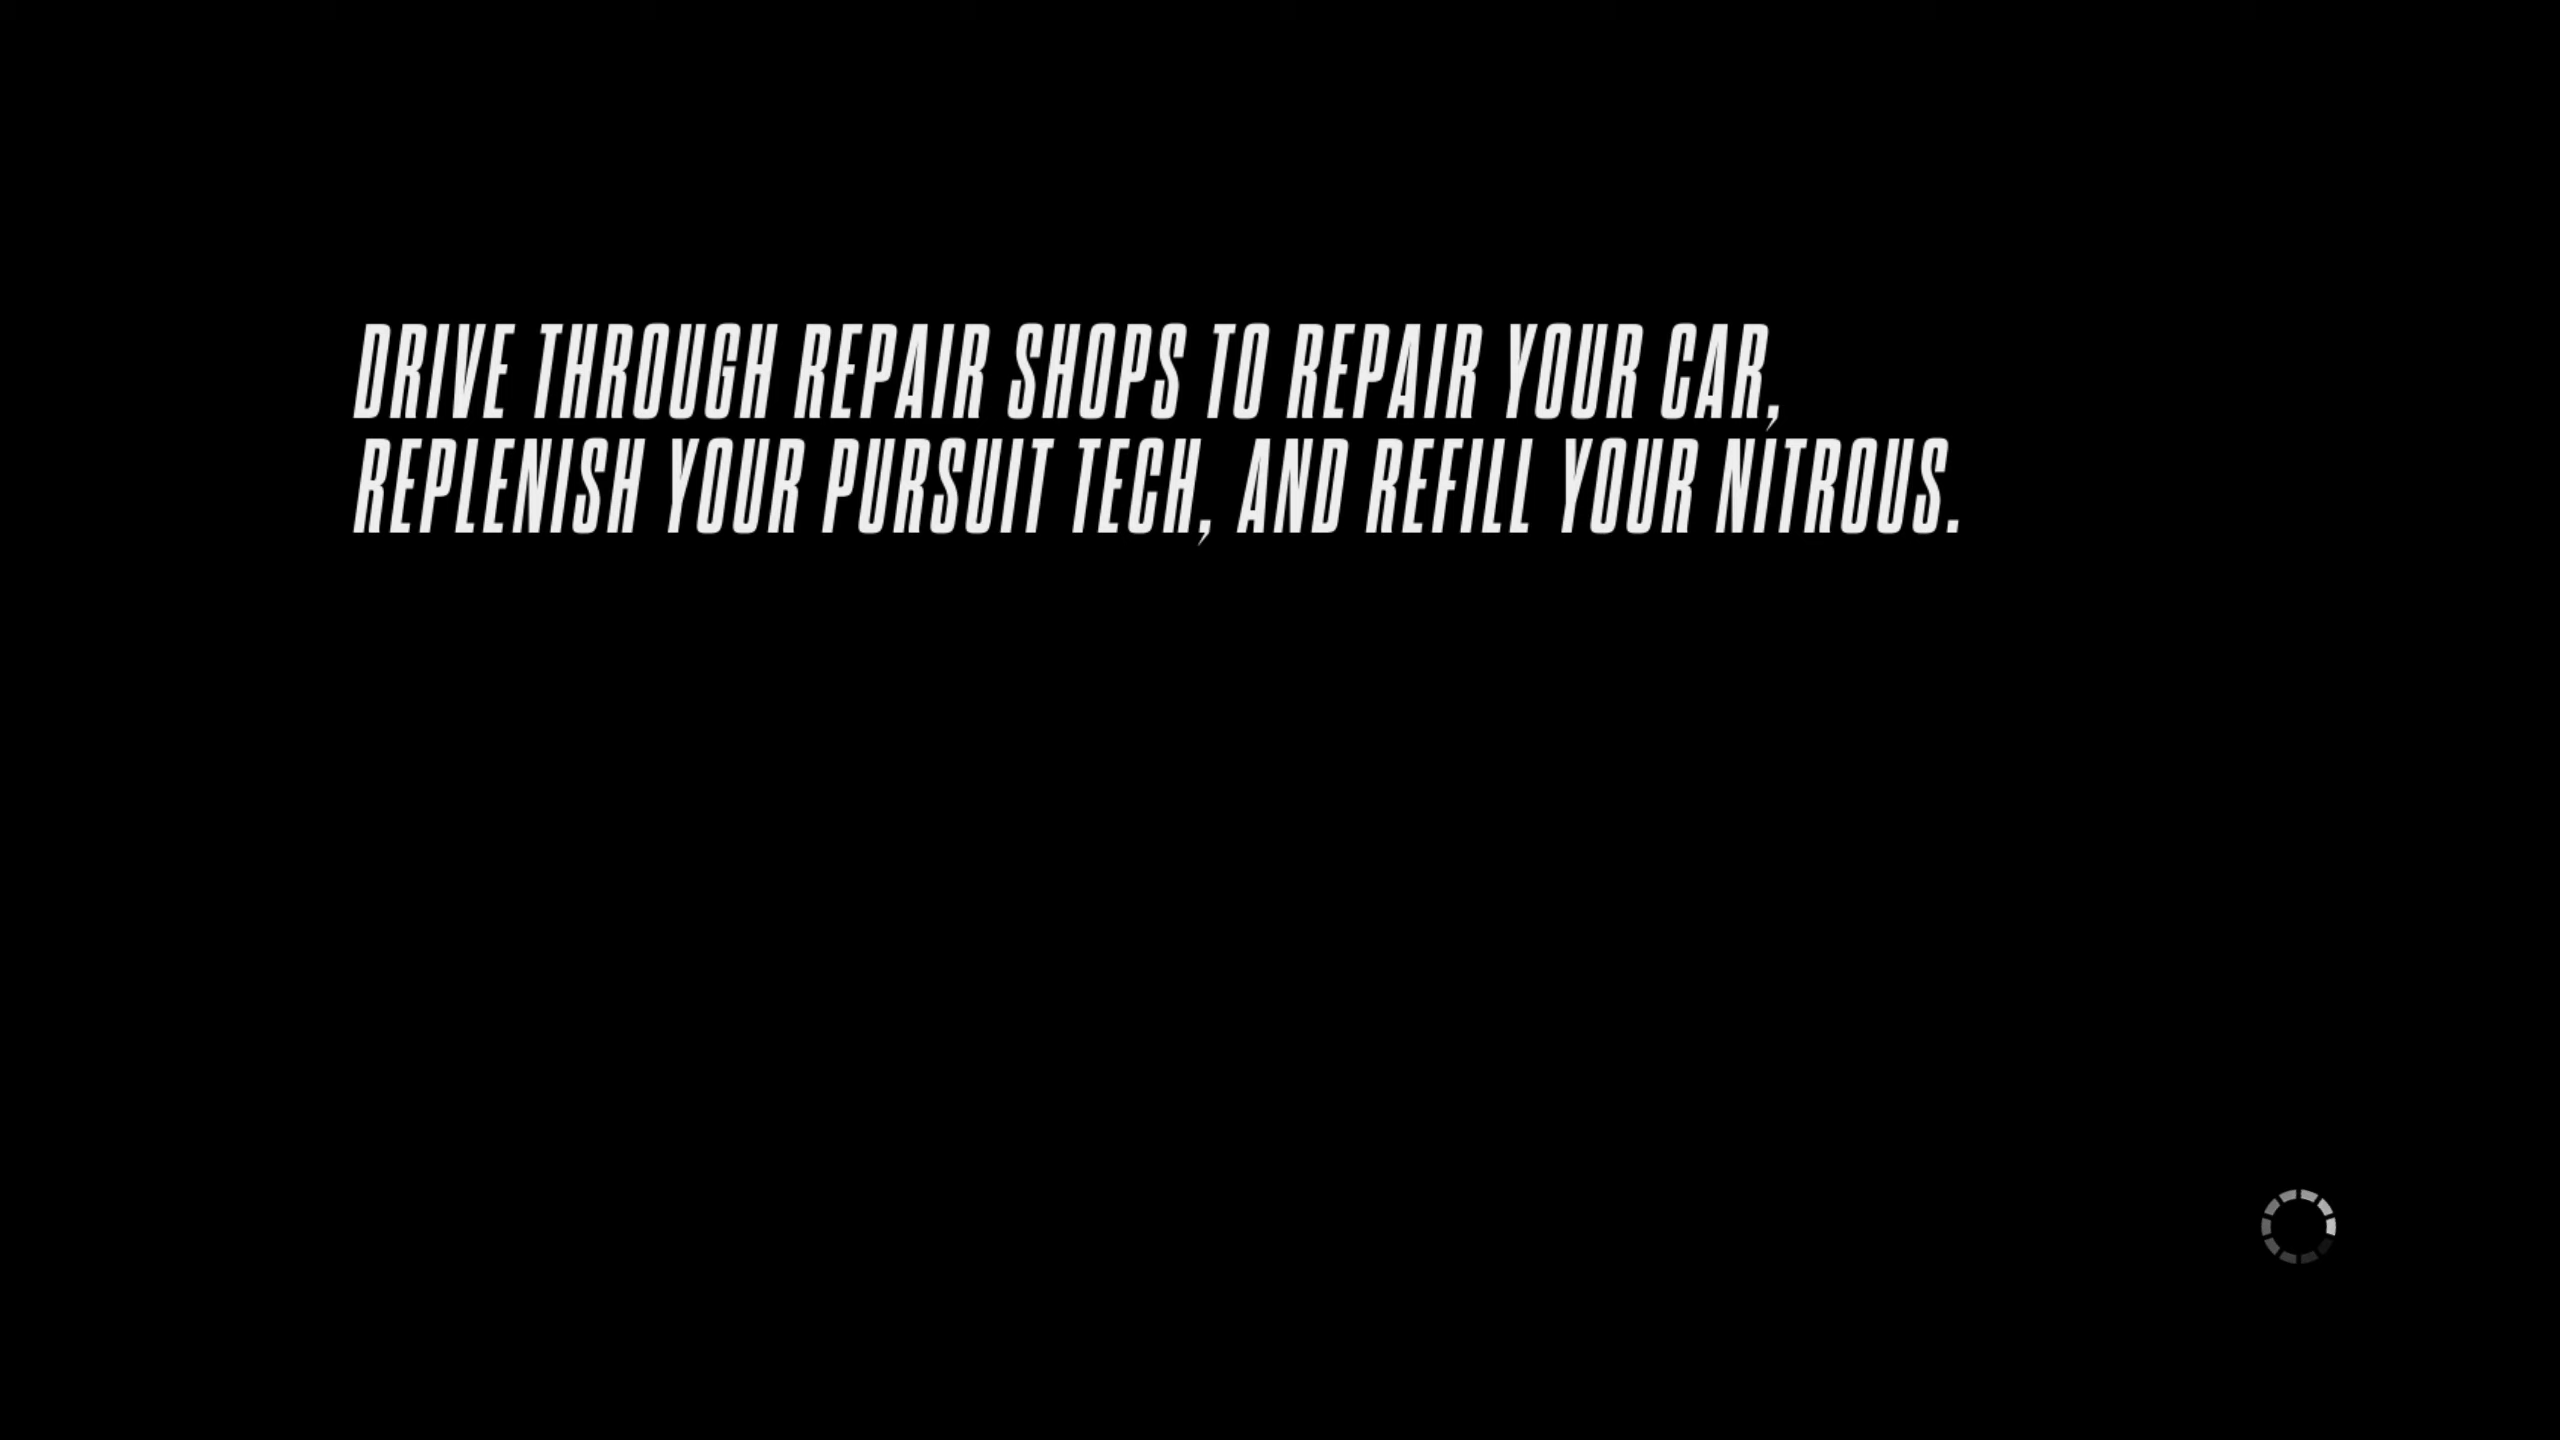 DRIVE THROUGH REPAIR SHOPS TO REPAIR YOUR CAR,
REPLENISH YOUR PURSUIT TECH, AND REFILL YOUR NITROUS.